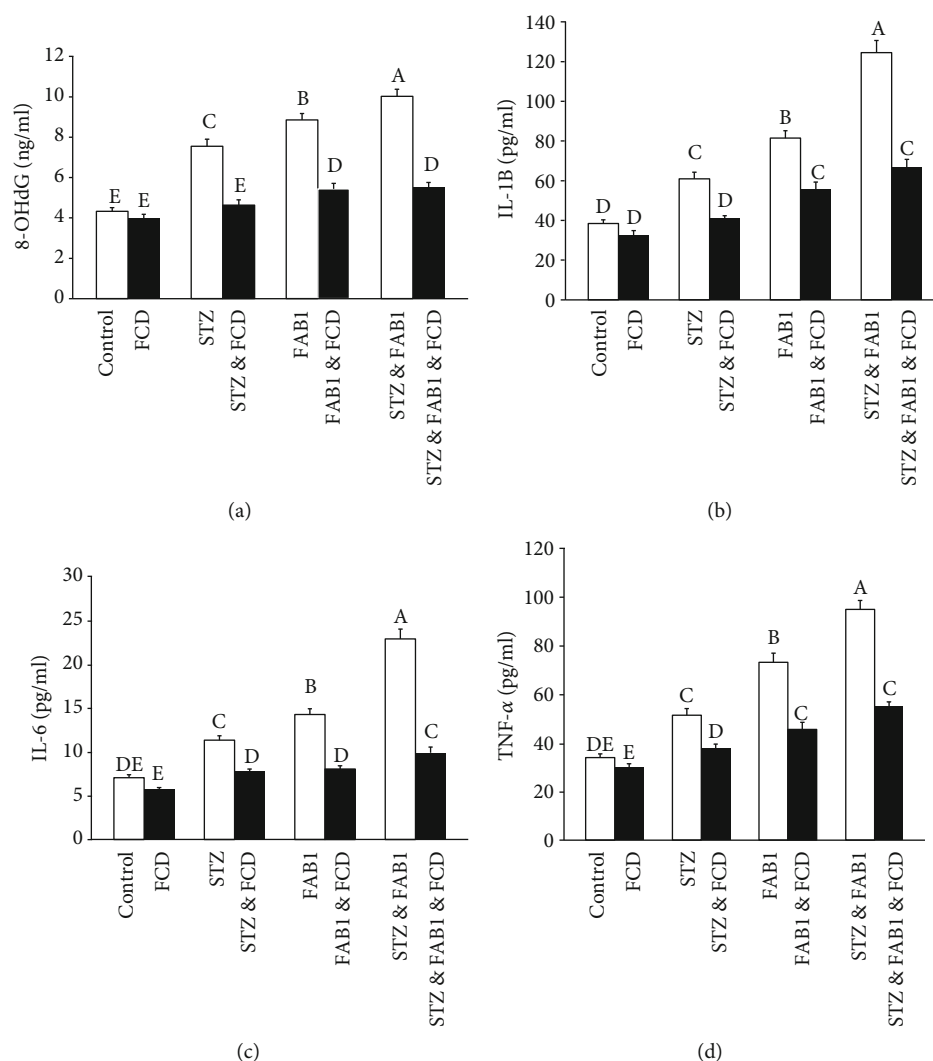 12
10
8
6
4
2
0
8-OHdG (ng/ml)
E
E
C
E
B
D
A
D
Control
FCD
STZ
STZ & FCD
FAB1
FAB1 & FCD
STZ & FAB1
STZ & FAB1 & FCD
(a)
140
120
100
80
60
40
20
0
IL-1B (pg/ml)
D
D
C
D
B
C
A
C
Control
FCD
STZ
STZ & FCD
FAB1
FAB1 & FCD
STZ & FAB1
STZ & FAB1 & FCD
(b)
30
25
20
15
10
5
0
IL-6 (pg/ml)
DE
E
C
D
B
D
A
C
Control
FCD
STZ
STZ & FCD
FAB1
FAB1 & FCD
STZ & FAB1
STZ & FAB1 & FCD
(c)
120
100
80
60
40
20
0
TNF-α (pg/ml)
DE
E
C
D
B
C
A
C
Control
FCD
STZ
STZ & FCD
FAB1
FAB1 & FCD
STZ & FAB1
STZ & FAB1 & FCD
(d)